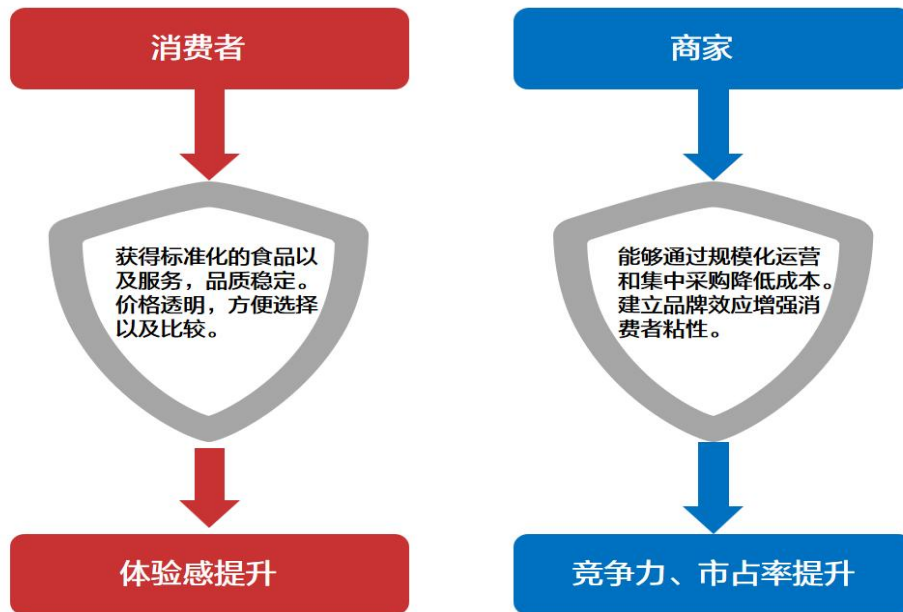 消费者
获得标准化的食品以
及服务，品质稳定。
价格透明，方便选择
以及比较。
体验感提升
商家
能够通过规模化运营
和集中采购降低成本。
建立品牌效应增强消
费者粘性。
竞争力、市占率提升